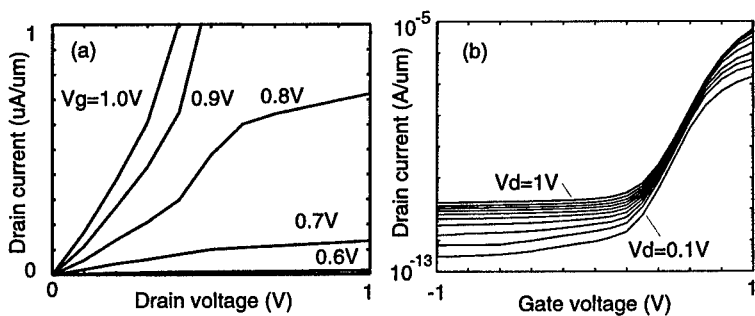 (a)
1
Vg=1.0V
0.9V
0.8V
0.7V
0.6V
Drain current (uA/um)
0
0
1
Drain voltage (V)
(b)
10-5
Vd=1V
Vd=0.1V
Drain current (A/um)
10-13
-1
1
Gate voltage (V)